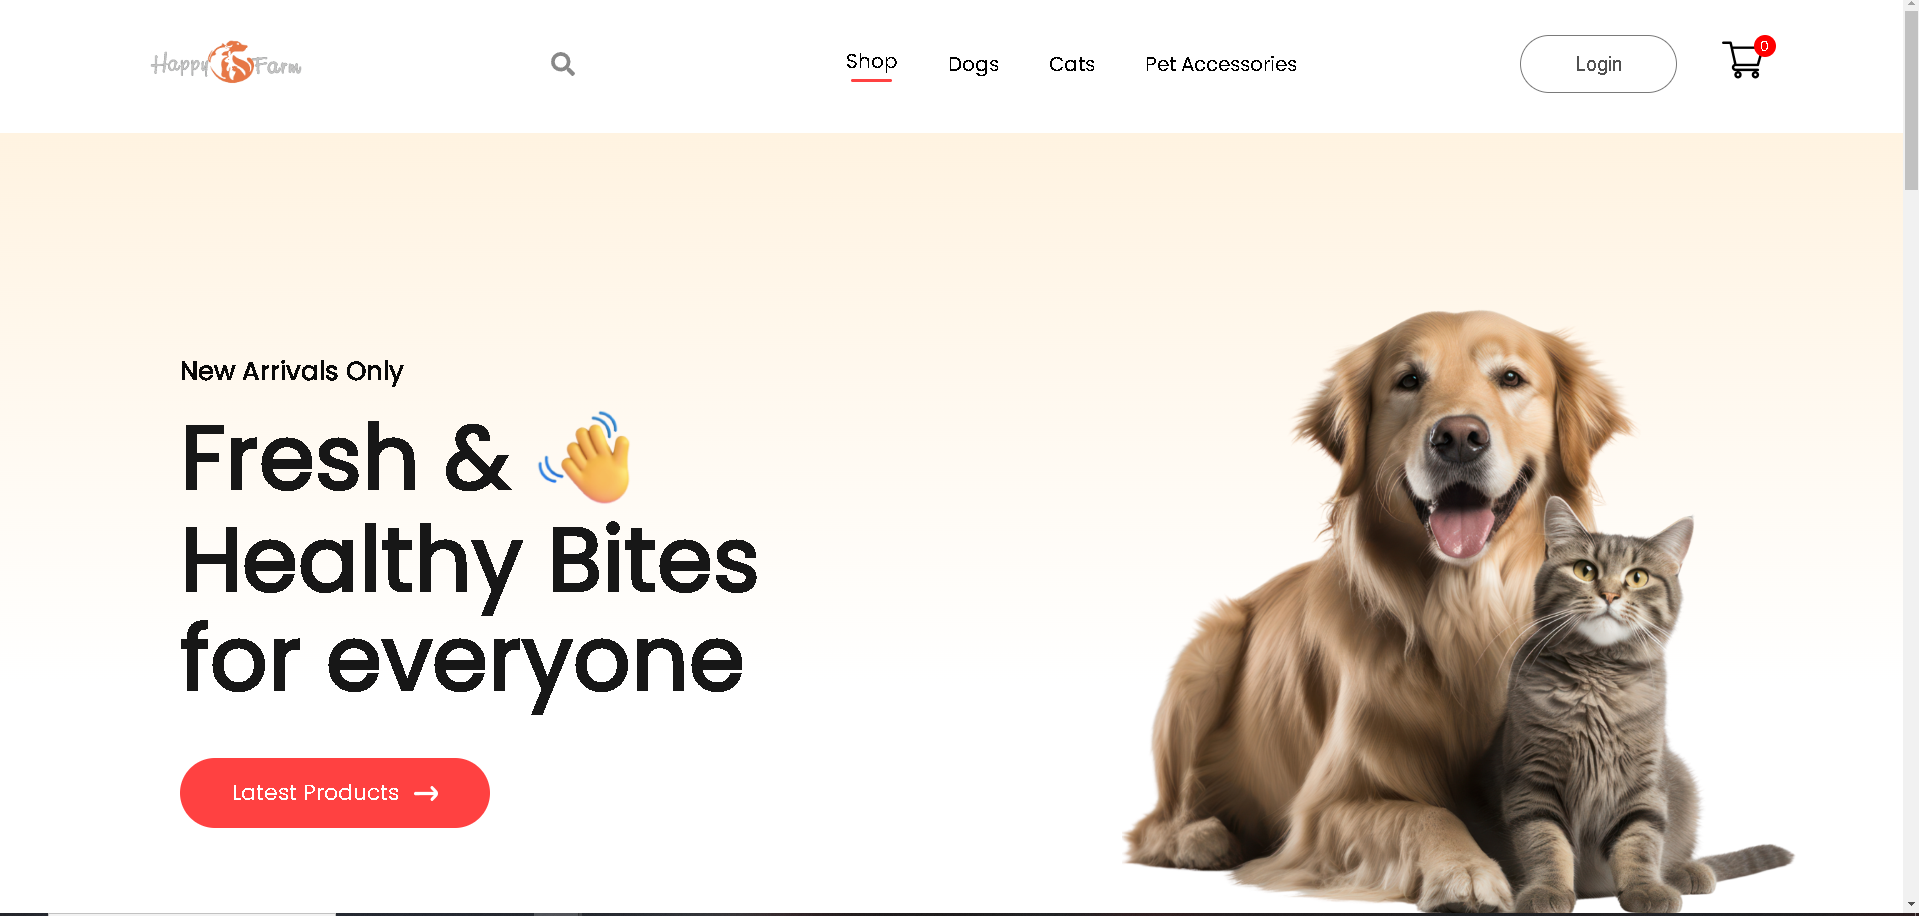 Happy Farm
Shop
Dogs
Cats
Pet Accessories
Login
0
New Arrivals Only
Fresh &
Healthy Bites
for everyone
Latest Products